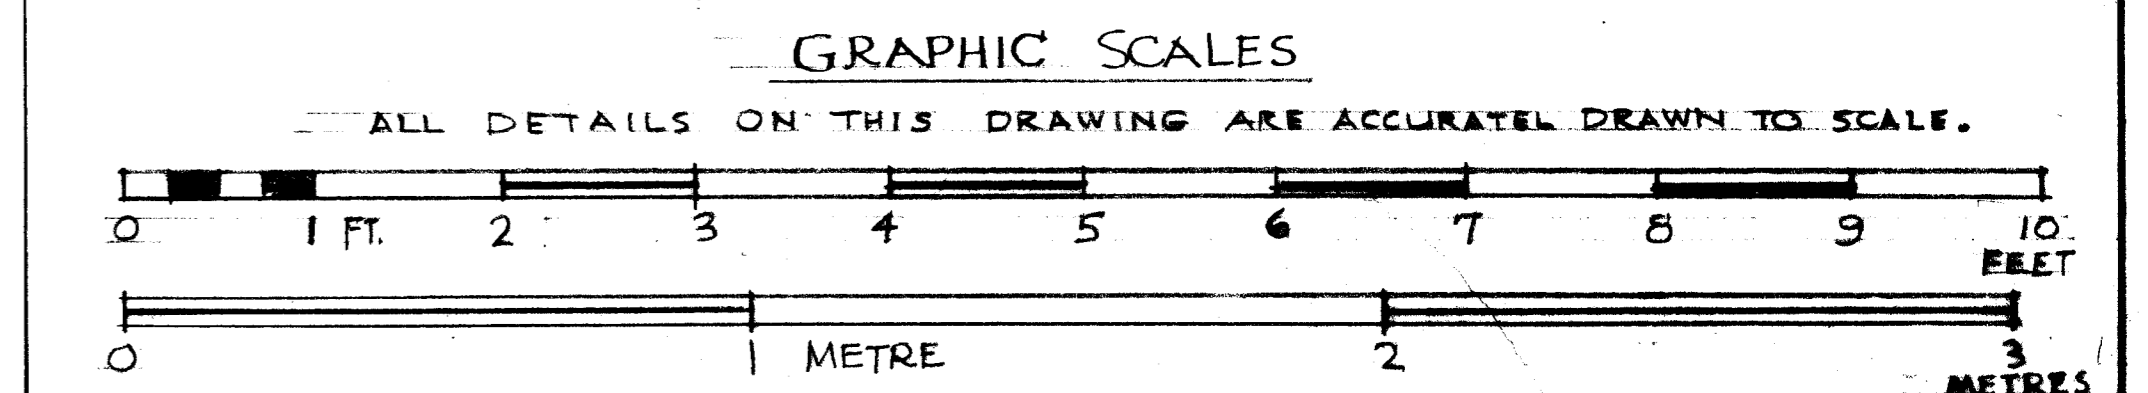 GRAPHIC SCALES
ALL DETAILS ON THIS DRAWING ARE ACCURATEL DRAWN TO SCALE.
0 1 FT. 2 3 4 5 6 7 8 9 10
FEET
0 1 METRE 2 3
METRES